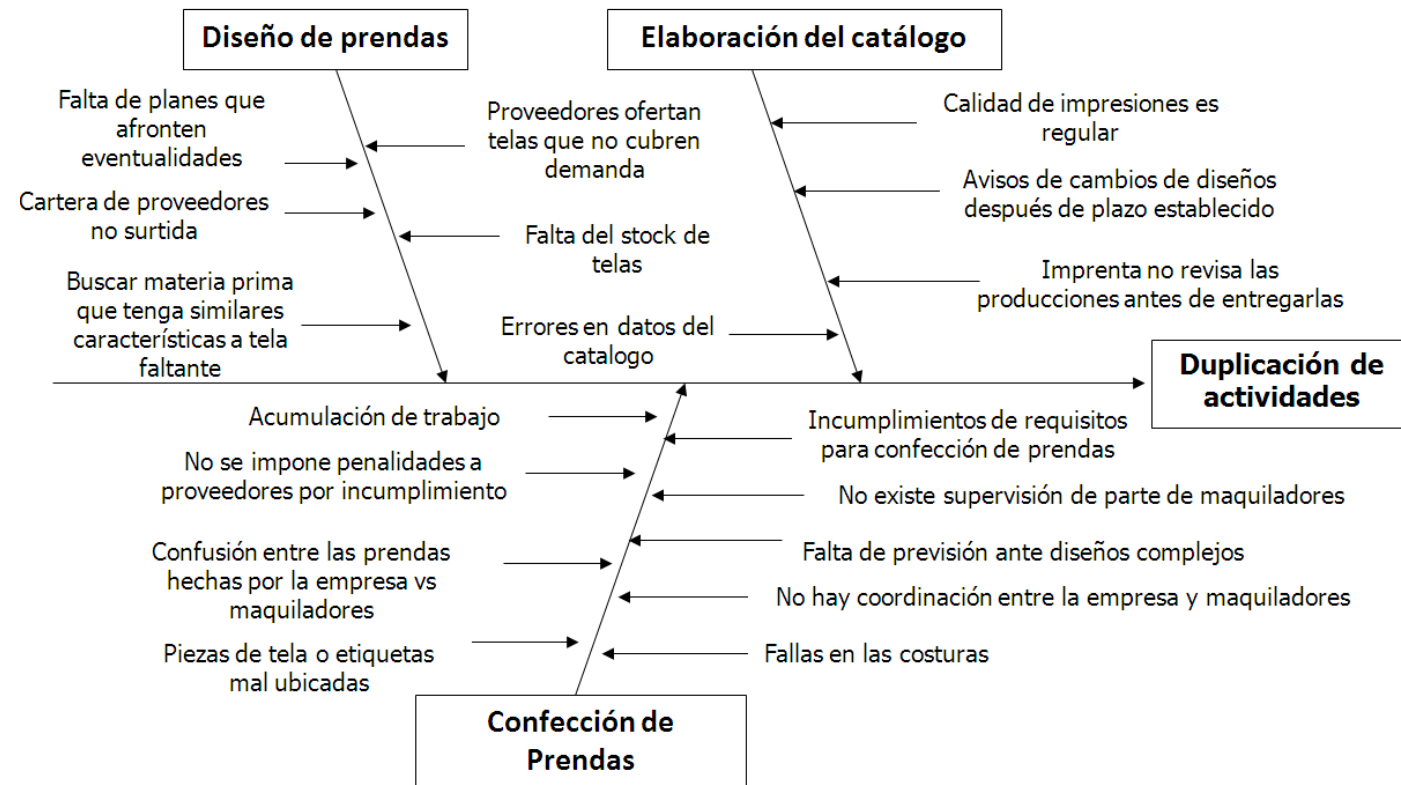 Diseño de prendas
Elaboración del catálogo
Falta de planes que
afronten
eventualidades
Proveedores ofertan
telas que no cubren
demanda
Calidad de impresiones es
regular
Cartera de proveedores
no surtida
Avisos de cambios de diseños
después de plazo establecido
Falta del stock de
telas
Buscar materia prima
que tenga similares
características a tela
faltante
Imprenta no revisa las
producciones antes de entregarlas
Errores en datos del
catalogo
Duplicación de
actividades
Acumulación de trabajo
Incumplimientos de requisitos
para confección de prendas
No se impone penalidades a
proveedores por incumplimiento
No existe supervisión de parte de maquiladores
Confusión entre las prendas
hechas por la empresa vs
maquiladores
Falta de previsión ante diseños complejos
No hay coordinación entre la empresa y maquiladores
Piezas de tela o etiquetas
mal ubicadas
Fallas en las costuras
Confección de
Prendas